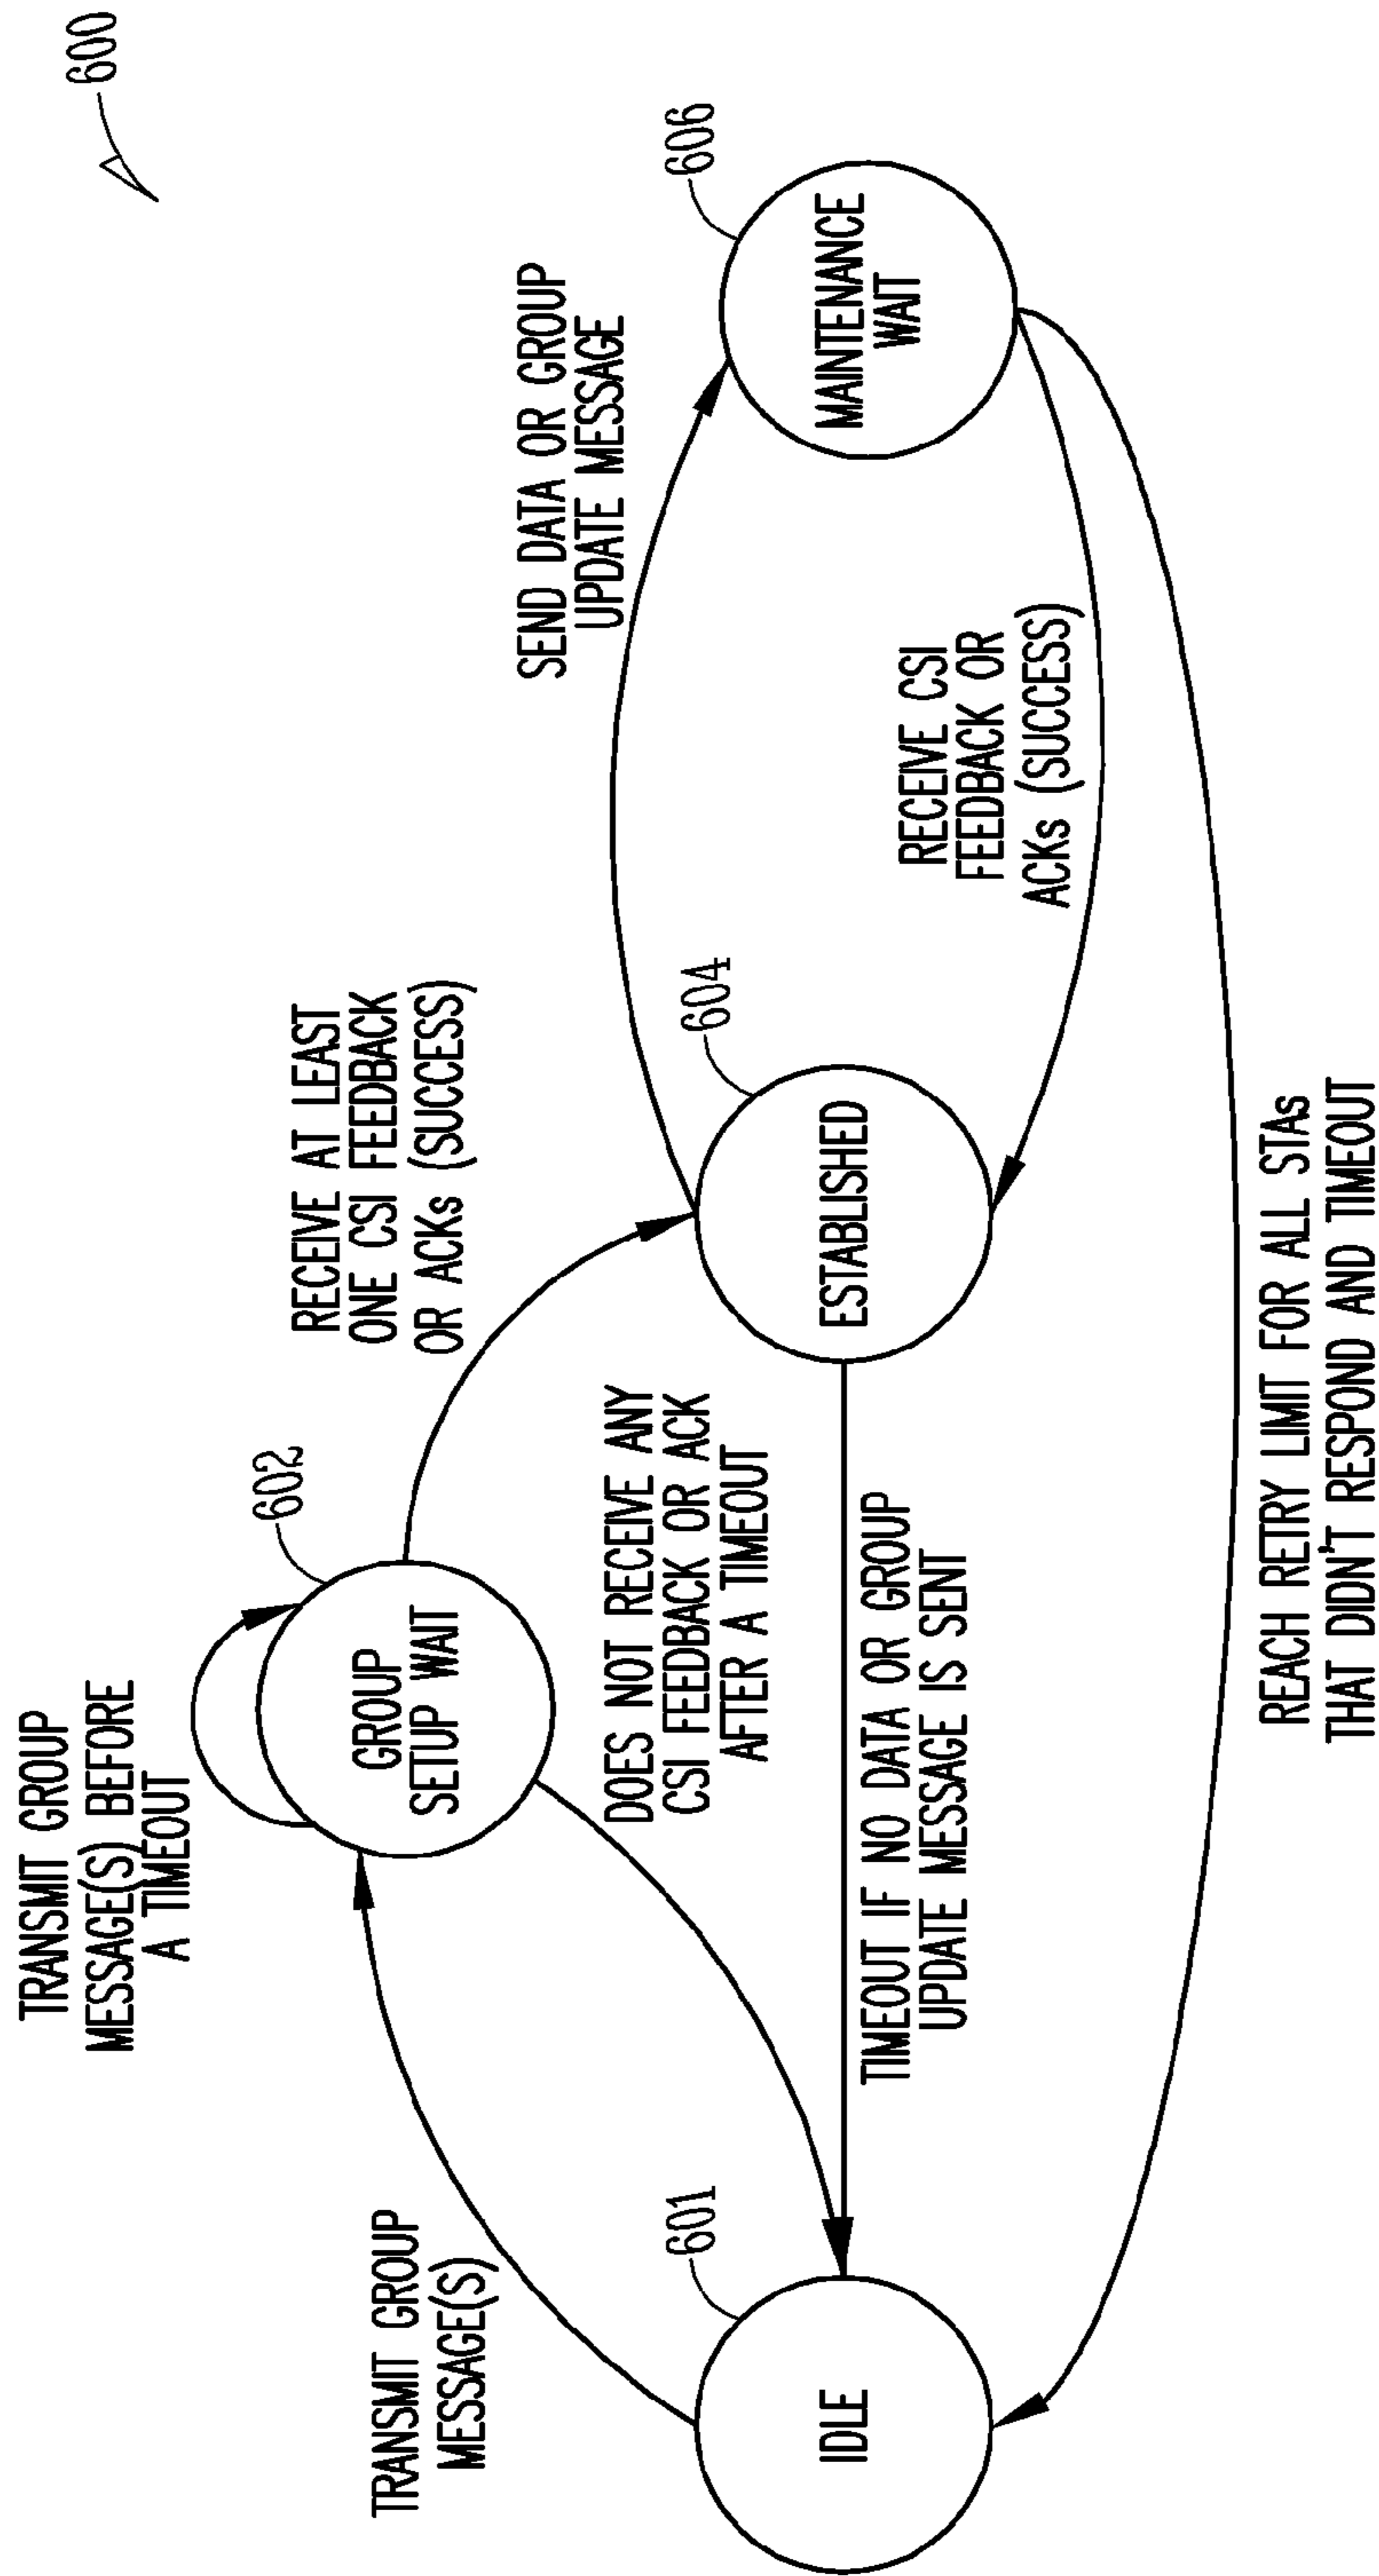 600
TRANSMIT GROUP
MESSAGE(S) BEFORE
A TIMEOUT
602
GROUP
SETUP WAIT
TRANSMIT GROUP
MESSAGE(S)
RECEIVE AT LEAST
ONE CSI FEEDBACK
OR ACKs (SUCCESS)
SEND DATA OR GROUP
UPDATE MESSAGE
DOES NOT RECEIVE ANY
CSI FEEDBACK OR ACK
AFTER A TIMEOUT
601
IDLE
604
ESTABLISHED
606
MAINTENANCE
WAIT
TIMEOUT IF NO DATA OR GROUP
UPDATE MESSAGE IS SENT
RECEIVE CSI
FEEDBACK OR
ACKs (SUCCESS)
REACH RETRY LIMIT FOR ALL STAs
THAT DIDN'T RESPOND AND TIMEOUT